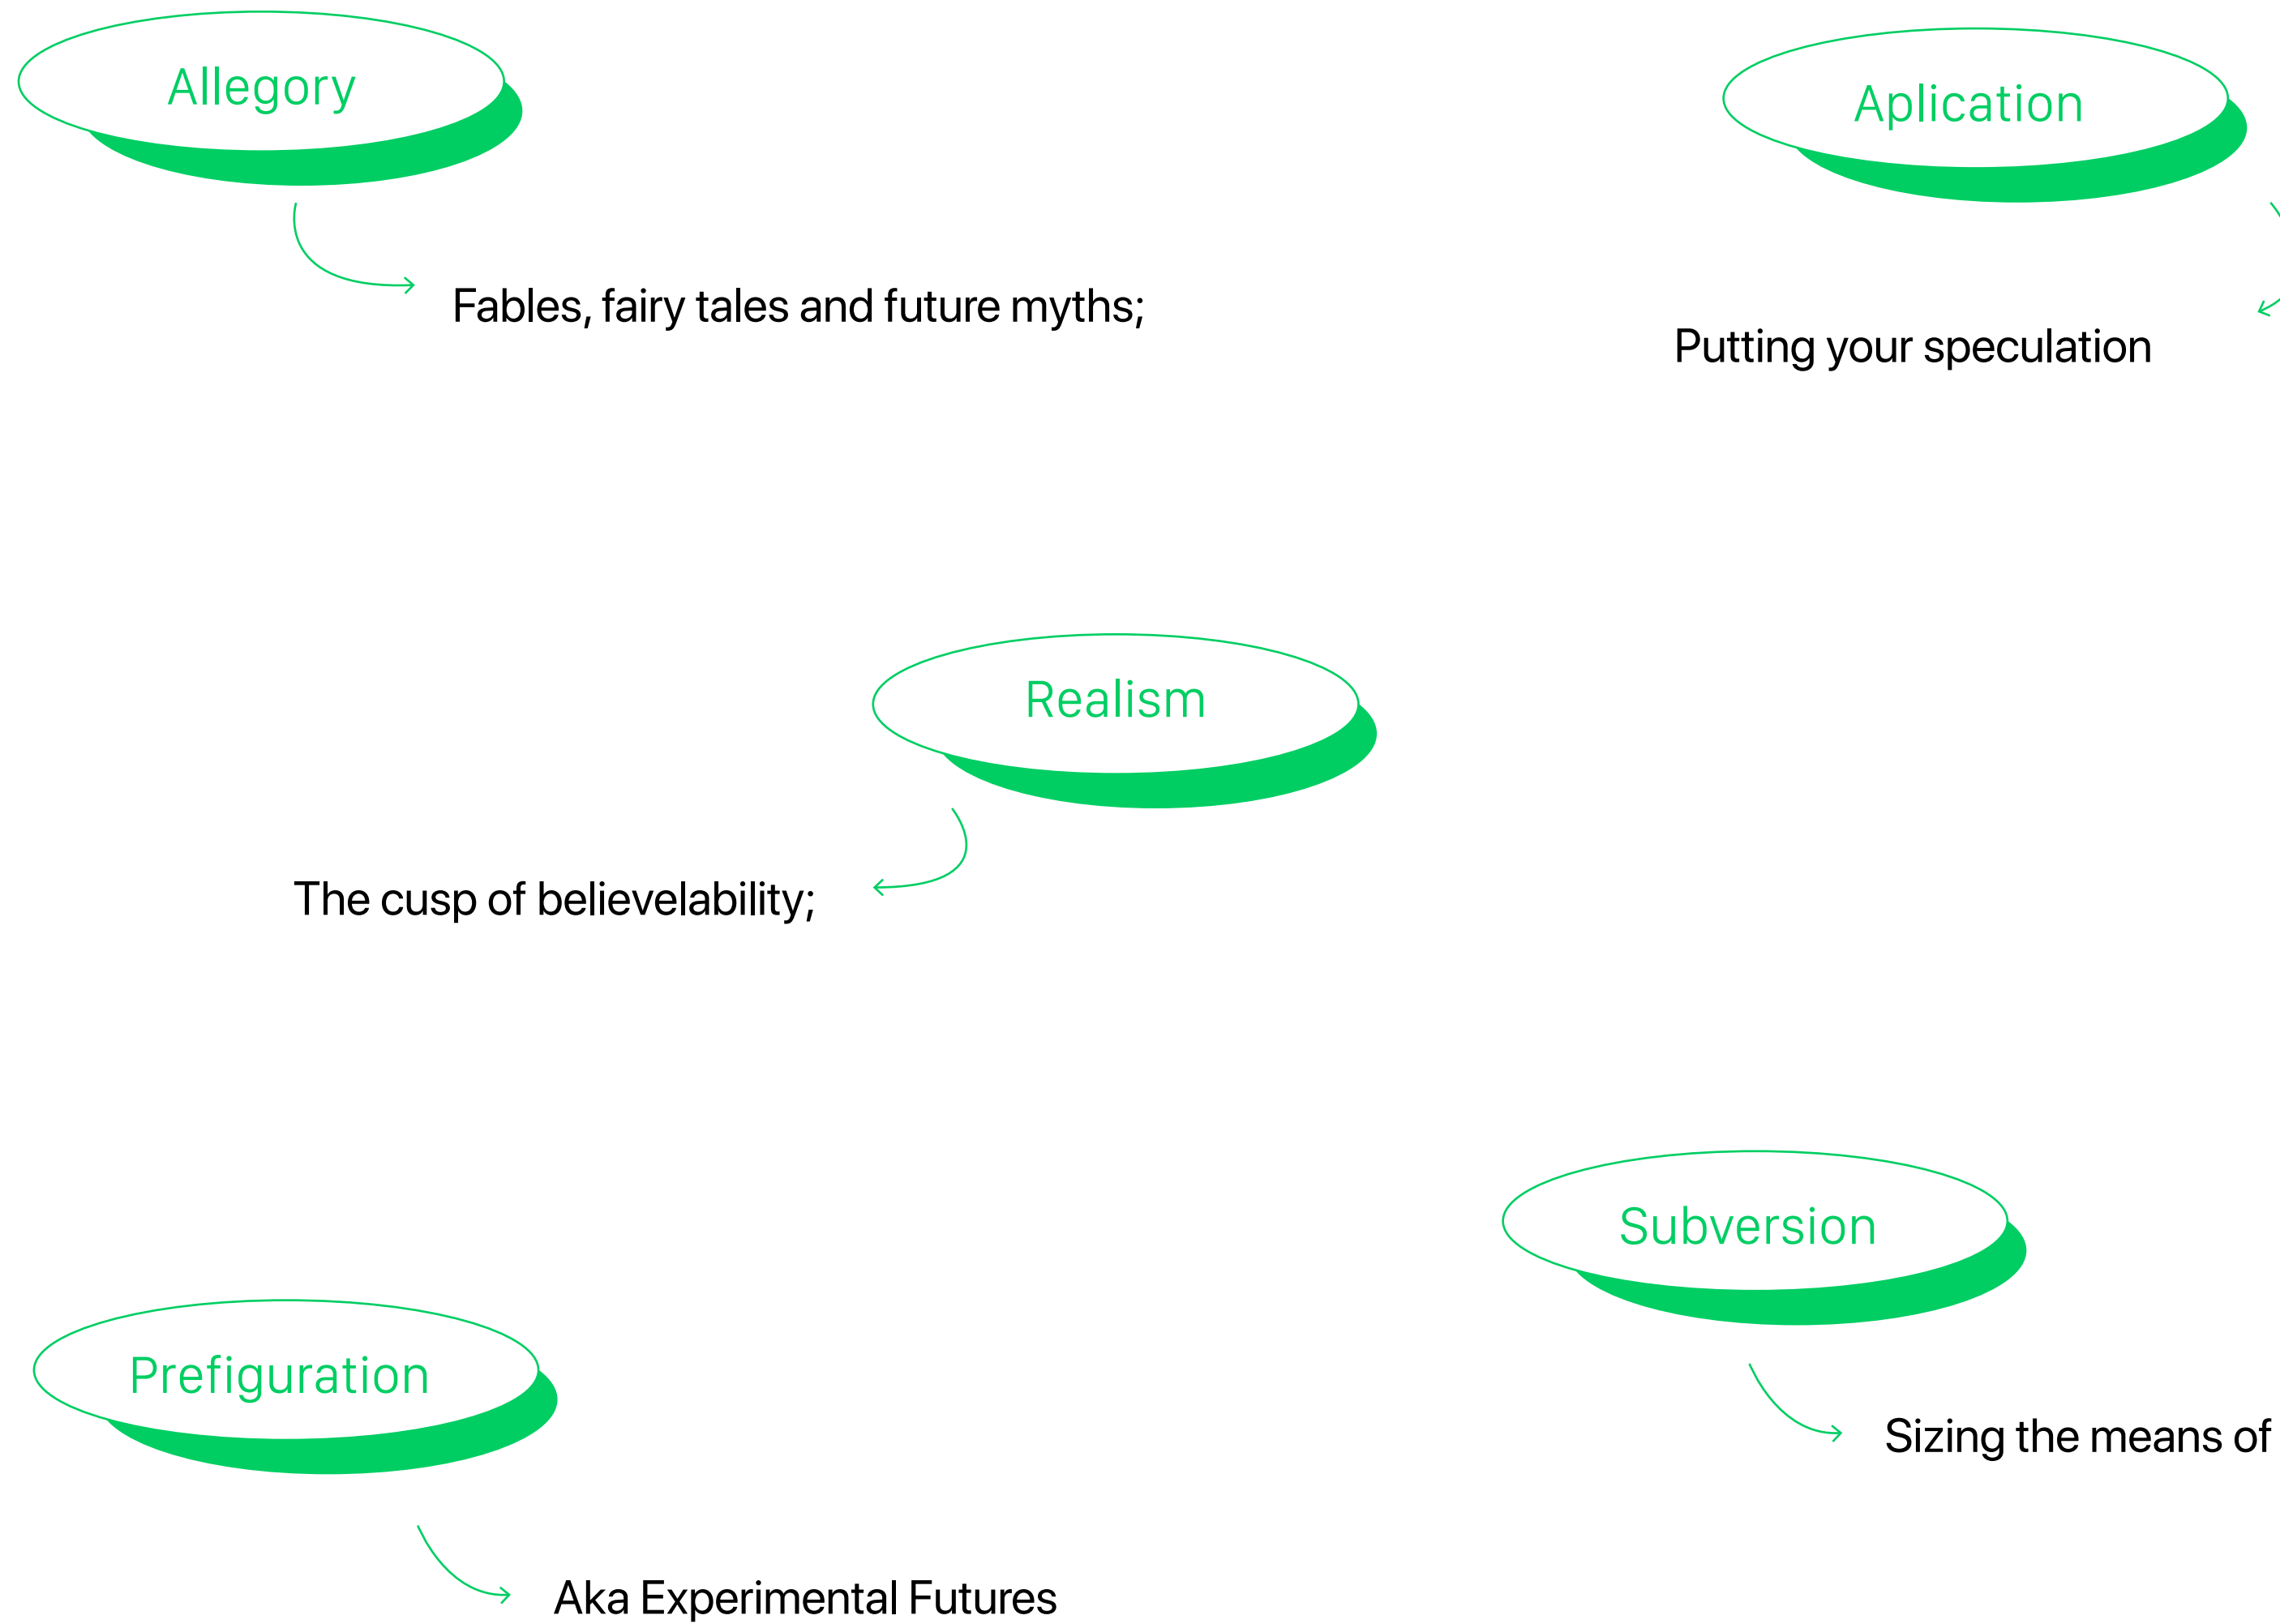 Allegory
Aplication
Fables, fairy tales and future myths;
Putting your speculation
Realism
The cusp of believelability;
Subversion
Prefiguration
Sizing the means of
Aka Experimental Futures